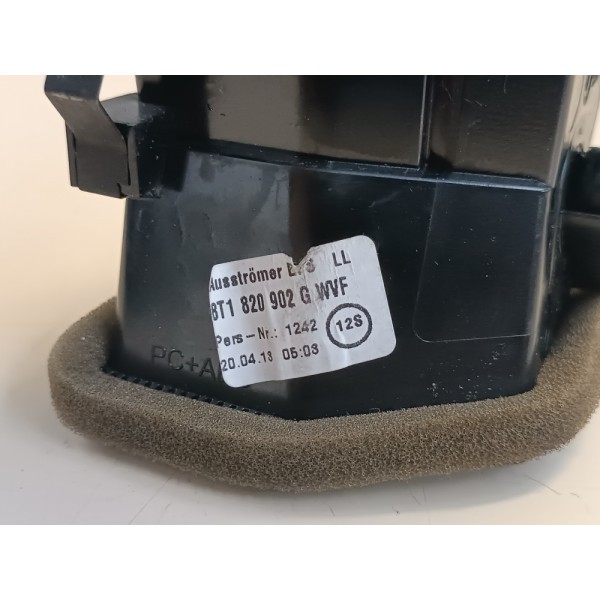 Ausströmer LL
8T1 820 902 G WVF
Pers-Nr.: 1242 12S
20.04.13 05:03
PC+A